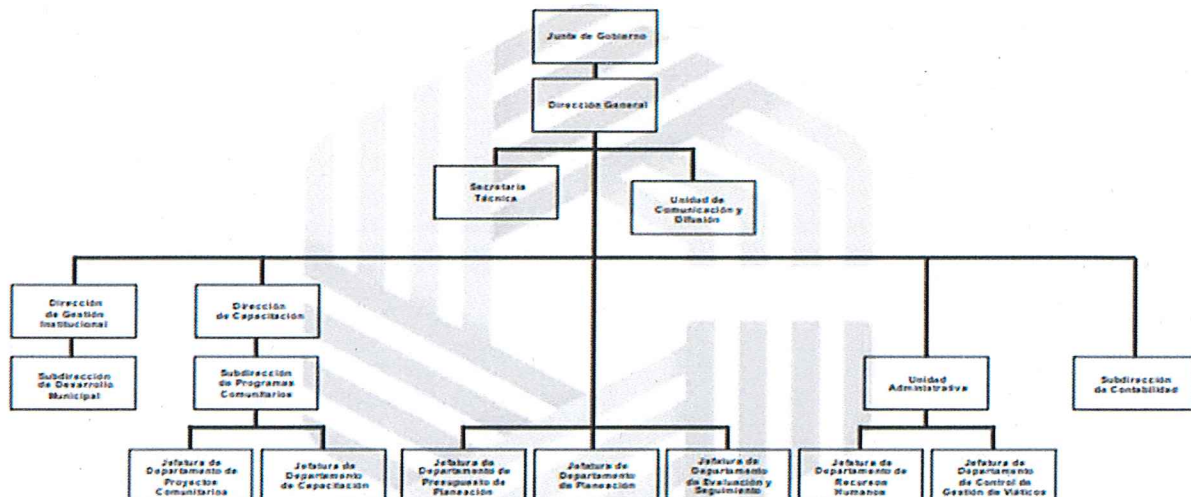 Junta de Gobierno
Dirección General
Secretaría
Técnica
Unidad de
Comunicación y
Difusión
Dirección
de Gestión
Institucional
Dirección
de Capacitación
Subdirección
de Desarrollo
Municipal
Subdirección
de Programas
Comunitarios
Unidad
Administrativa
Subdirección
de Contabilidad
Jefatura de
Departamento de
Proyectos
Comunitarios
Jefatura de
Departamento
de Capacitación
Jefatura de
Departamento de
Presupuesto de
Planeación
Jefatura de
Departamento
de Planeación
Jefatura de
Departamento
de Evaluación y
Seguimiento
Jefatura de
Departamento de
Recursos
Humanos
Jefatura de
Departamento
de Control de
Gestión de Viáticos